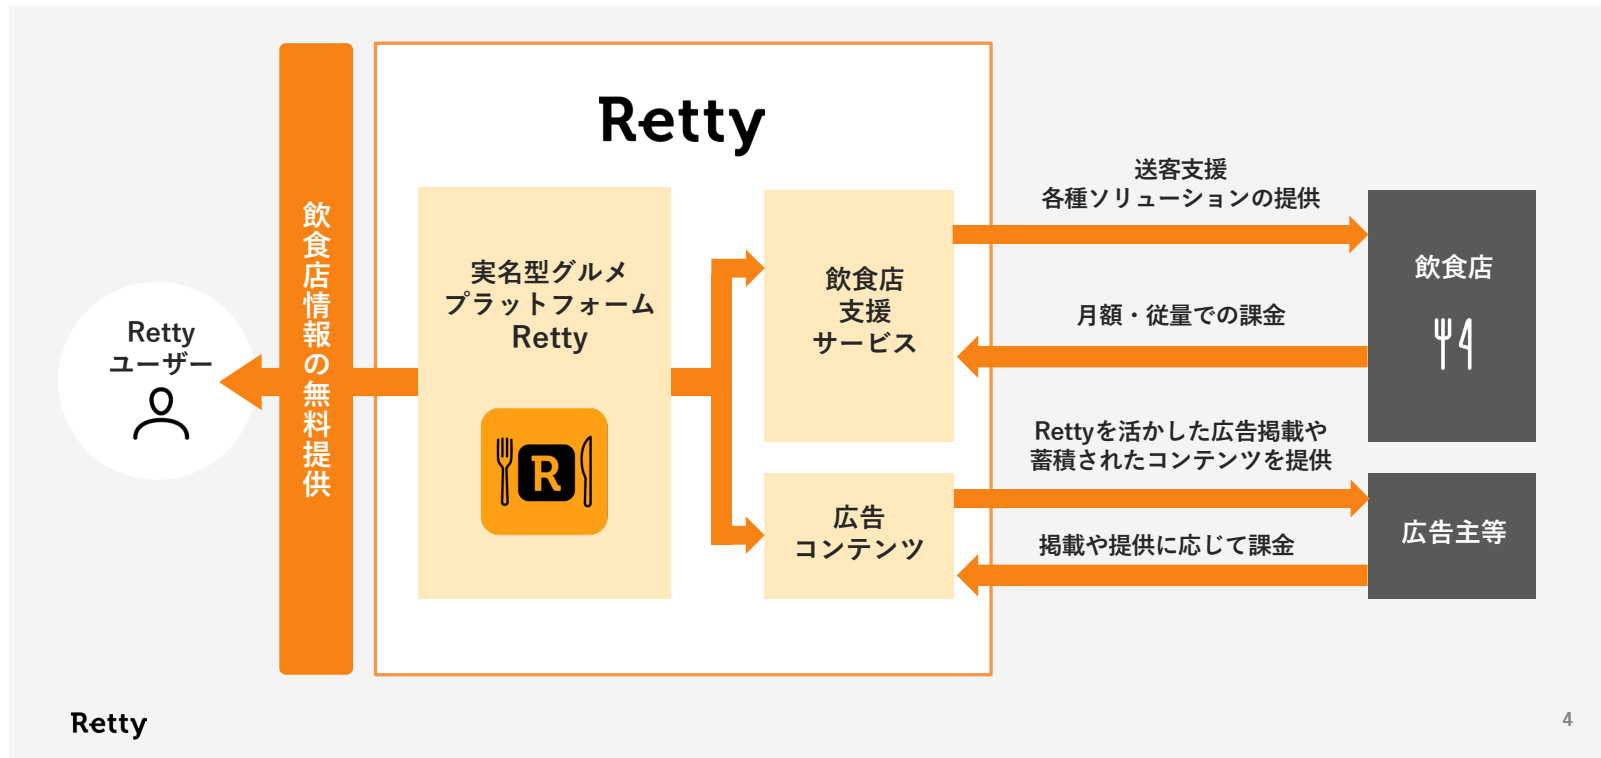 Retty
飲食店情報の無料提供
Retty
ユーザー
実名型グルメ
プラットフォーム
Retty
R
飲食店
支援
サービス
広告
コンテンツ
送客支援
各種ソリューションの提供
月額・従量での課金
Rettyを活かした広告掲載や
蓄積されたコンテンツを提供
掲載や提供に応じて課金
飲食店
広告主等
Retty
4